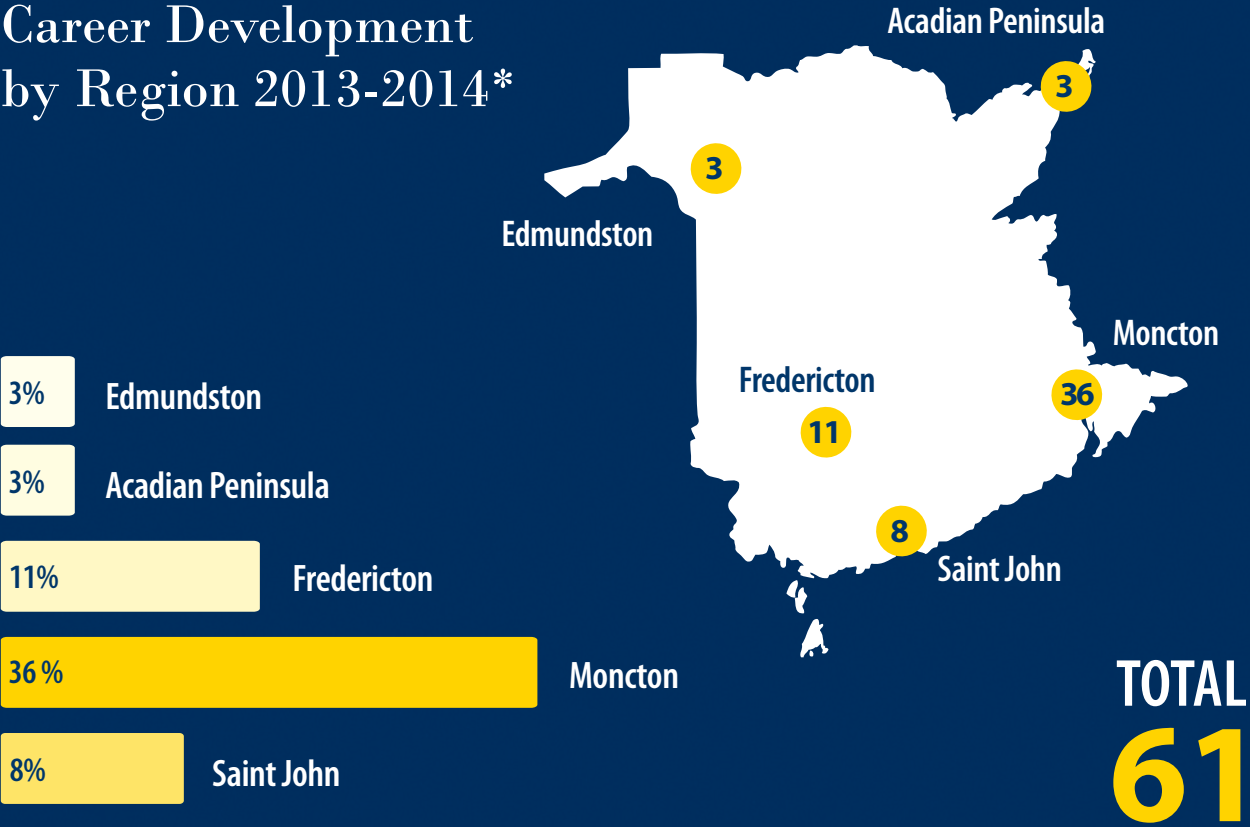 Career Development
by Region 2013-2014*
Acadian Peninsula
3
3
Edmundston
Moncton
36
Fredericton
11
8
Saint John
3% Edmundston
3% Acadian Peninsula
11% Fredericton
36 % Moncton
8% Saint John
TOTAL
61